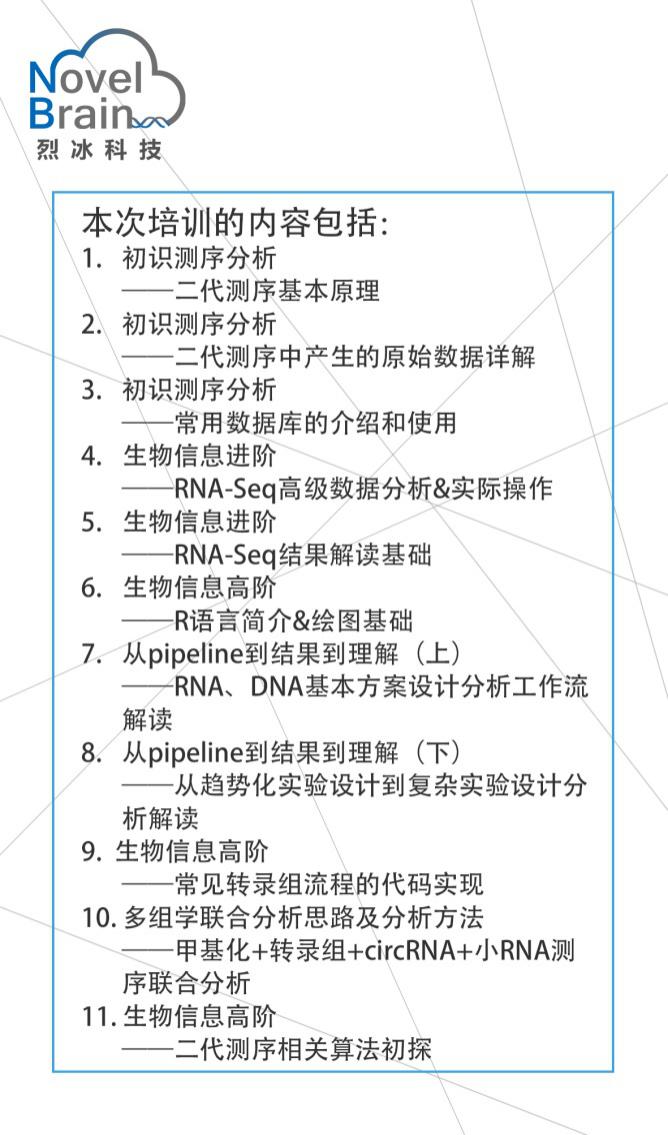 Novel
Brain
烈冰科技
本次培训的内容包括:
1. 初识测序分析
——二代测序基本原理
2. 初识测序分析
——二代测序中产生的原始数据详解
3. 初识测序分析
——常用数据库的介绍和使用
4. 生物信息进阶
——RNA-Seq高级数据分析&实际操作
5. 生物信息进阶
——RNA-Seq结果解读基础
6. 生物信息高阶
——R语言简介&绘图基础
7. 从pipeline到结果到理解（上）
——RNA、DNA基本方案设计分析工作流
解读
8. 从pipeline到结果到理解（下）
——从趋势化实验设计到复杂实验设计分
析解读
9. 生物信息高阶
——常见转录组流程的代码实现
10. 多组学联合分析思路及分析方法
——甲基化+转录组+circRNA+小RNA测
序联合分析
11. 生物信息高阶
——二代测序相关算法初探